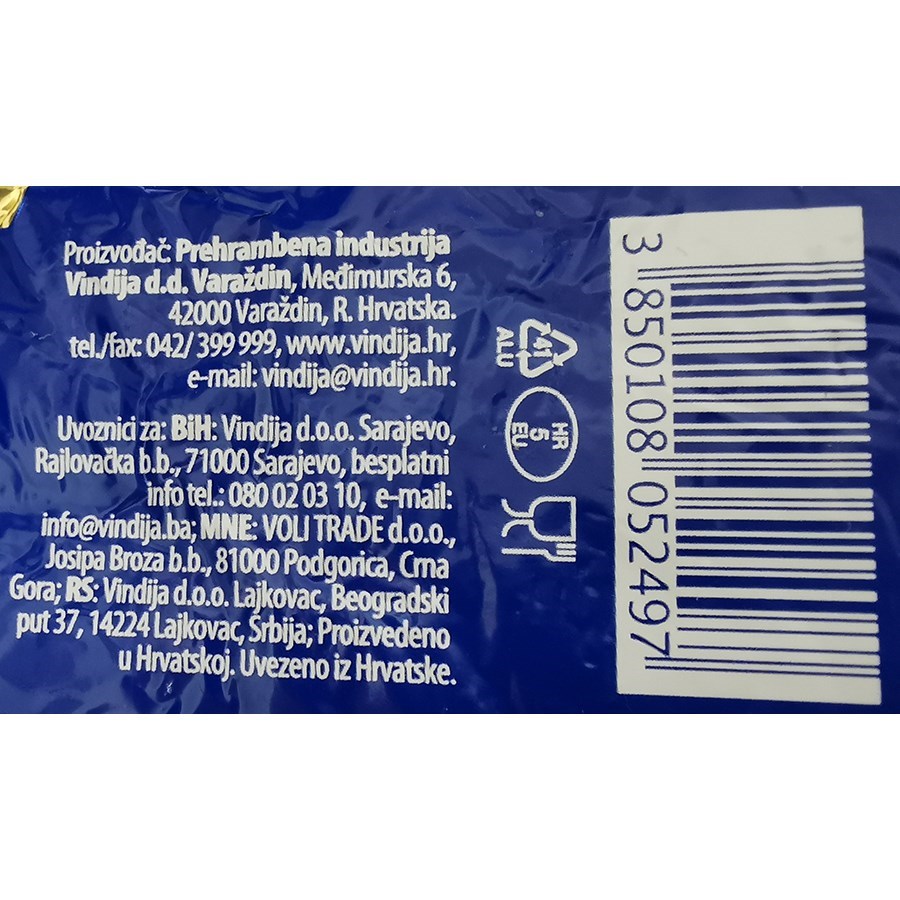 Proizvođač: Prehrambena industrija
Vindija d.d. Varaždin, Međimurska 6,
42000 Varaždin, R. Hrvatska.
tel./fax: 042/ 399 999, www.vindija.hr,
e-mail: vindija@vindija.hr.
Uvoznici za: BiH: Vindija d.o.o. Sarajevo,
Rajlovačka b.b., 71000 Sarajevo, besplatni
info tel.: 080 02 03 10, e-mail:
info@vindija.ba; MNE: VOLI TRADE d.o.o.,
Josipa Broza b.b., 81000 Podgorica, Crna
Gora; RS: Vindija d.o.o. Lajkovac, Beogradski
put 37, 14224 Lajkovac, Srbija; Proizvedeno
u Hrvatskoj. Uvezeno iz Hrvatske.
41
ALU
HR
5
EU
3 850108 052497